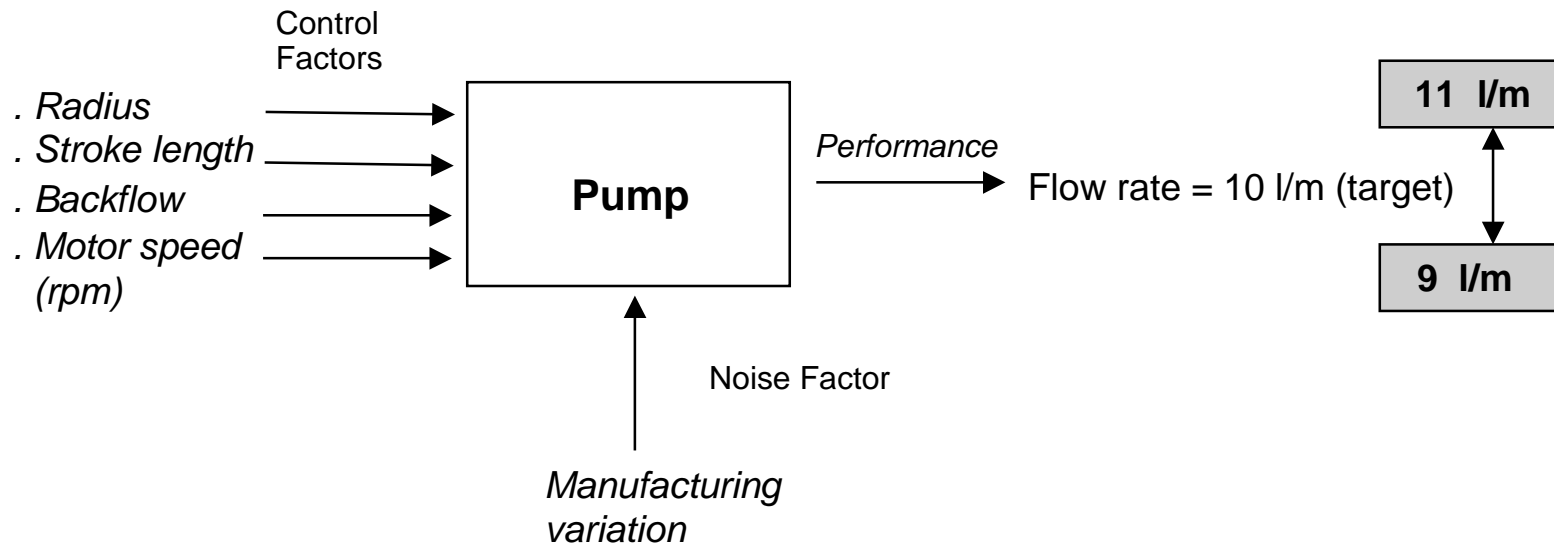 Control
Factors
. Radius
. Stroke length
. Backflow
. Motor speed
(rpm)
Pump
Performance
Flow rate = 10 l/m (target)
11 l/m
9 l/m
Noise Factor
Manufacturing
variation